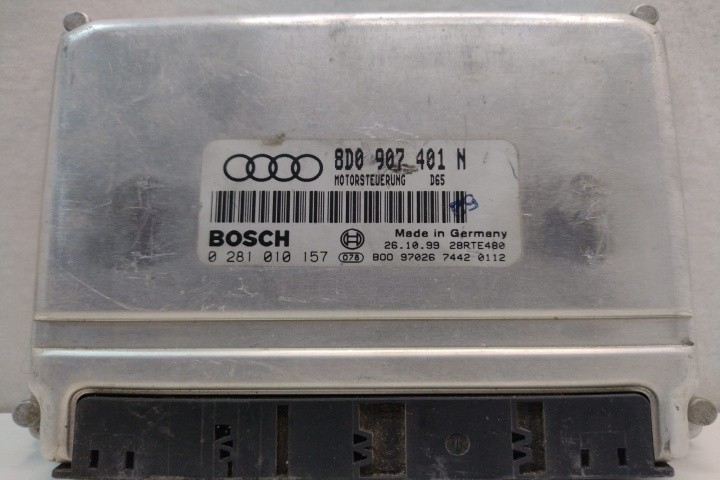 8D0 907 401 N
MOTORSTEUERUNG D65
BOSCH
Made in Germany
26.10.99 28RTE480
0 281 010 157 078 B00 97026 7442 0112